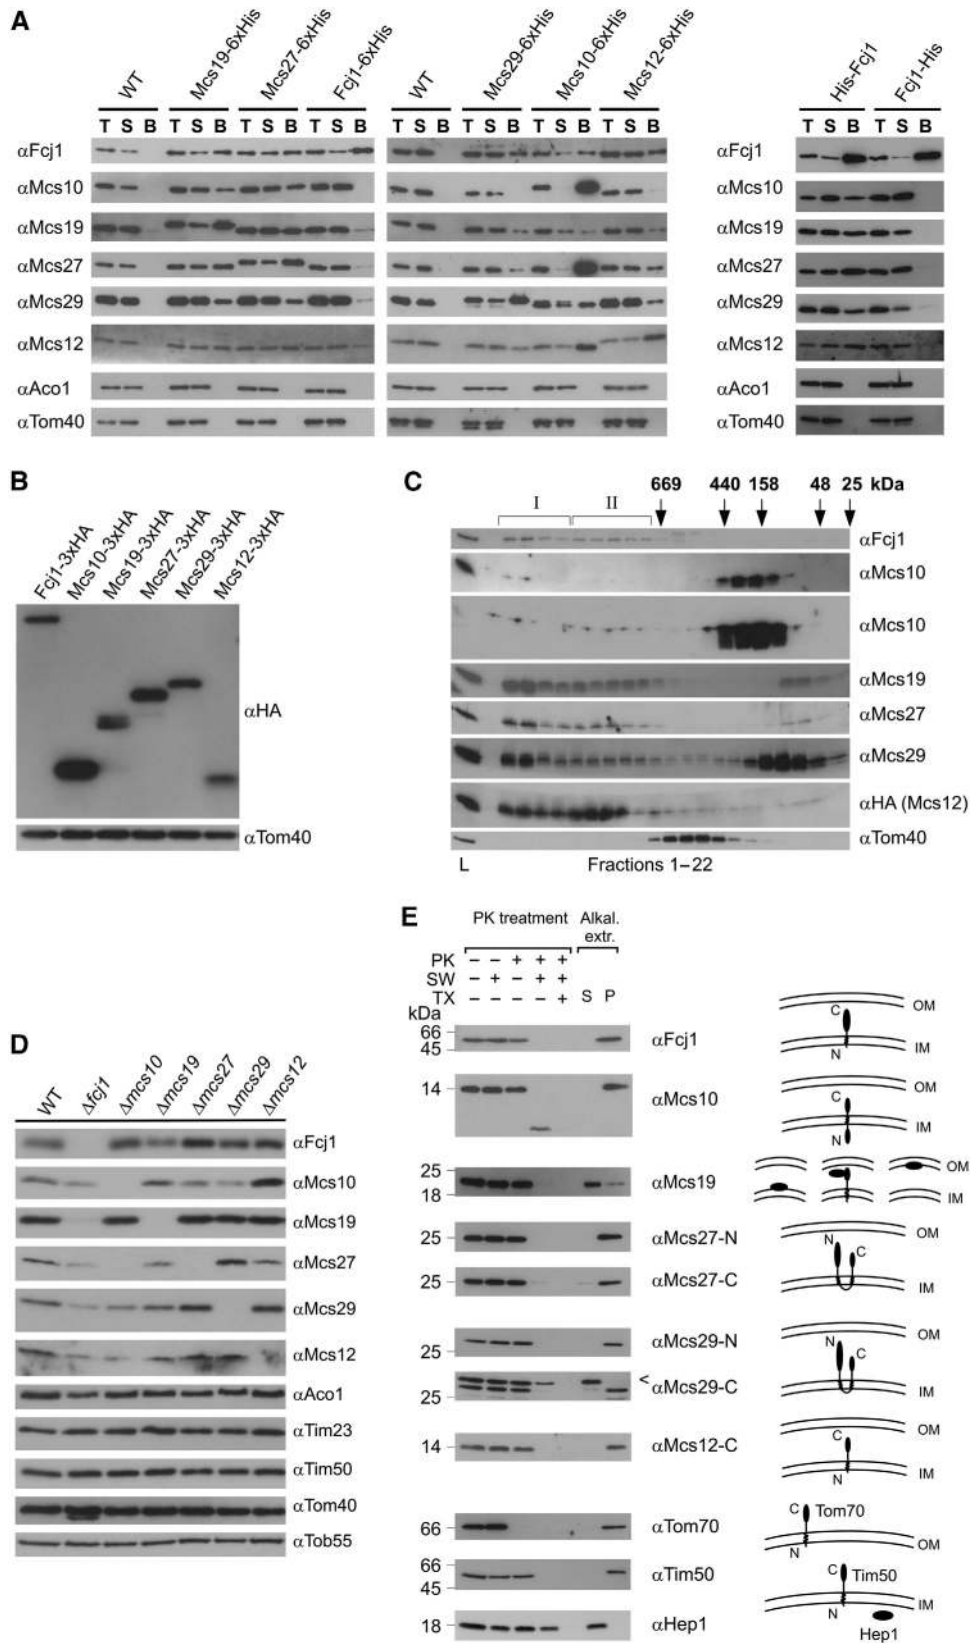 A
WT Mcs19-6xHis Mcs27-6xHis Fcj1-6xHis WT Mcs29-6xHis Mcs10-6xHis Mcs12-6xHis His-Fcj1 Fcj1-His
T S B T S B T S B T S B T S B T S B T S B T S B T S B T S B
αFcj1 αFcj1
αMcs10 αMcs10
αMcs19 αMcs19
αMcs27 αMcs27
αMcs29 αMcs29
αMcs12 αMcs12
αAco1 αAco1
αTom40 αTom40
B
Fcj1-3xHA Mcs10-3xHA Mcs19-3xHA Mcs27-3xHA Mcs29-3xHA Mcs12-3xHA
αHA
αTom40
C
669 440 158 48 25 kDa
I II
αFcj1
αMcs10
αMcs10
αMcs19
αMcs27
αMcs29
αHA (Mcs12)
αTom40
L Fractions 1–22
D
WT Δfcj1 Δmcs10 Δmcs19 Δmcs27 Δmcs29 Δmcs12
αFcj1
αMcs10
αMcs19
αMcs27
αMcs29
αMcs12
αAco1
αTim23
αTim50
αTom40
αTob55
E
PK treatment Alkal. extr.
PK – – + + +
SW – + – + +
TX – – – – + S P
kDa
66
45 αFcj1 C N OM IM
14 αMcs10 C N OM IM
25
18 αMcs19 OM IM
25 αMcs27-N N C OM IM
25 αMcs27-C
25 αMcs29-N N C OM IM
25 < αMcs29-C
14 αMcs12-C C N OM IM
66 αTom70 C N Tom70 OM
66
45 αTim50 C N Tim50 IM
18 αHep1 Hep1